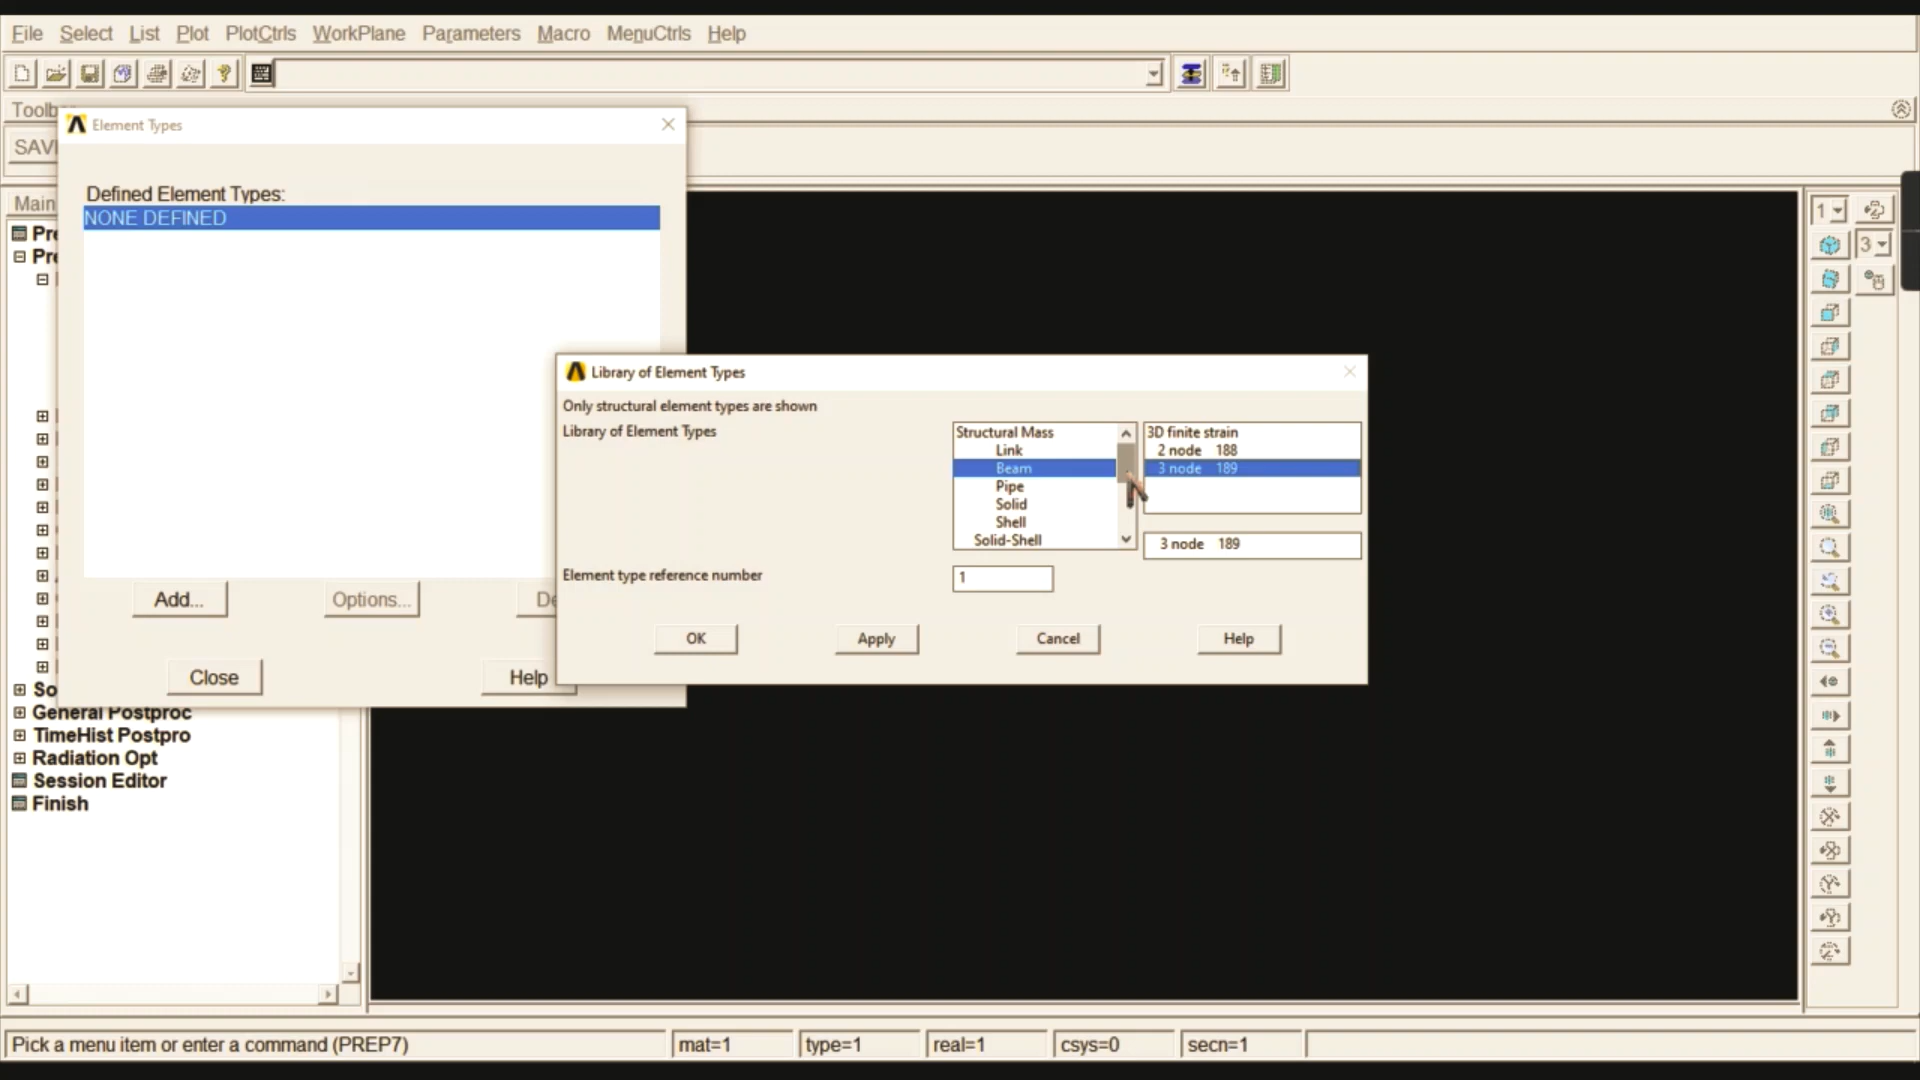 File Select List Plot PlotCtrls WorkPlane Parameters Macro MenuCtrls Help
Element Types
Defined Element Types:
NONE DEFINED
Add... Options...
Close Help
Library of Element Types
Only structural element types are shown
Library of Element Types
Structural Mass
Link
Beam
Pipe
Solid
Shell
Solid-Shell
3D finite strain
2 node 188
3 node 189
3 node 189
Element type reference number
1
OK Apply Cancel Help
Main
General Postproc
TimeHist Postpro
Radiation Opt
Session Editor
Finish
1
3
Pick a menu item or enter a command (PREP7) mat=1 type=1 real=1 csys=0 secn=1